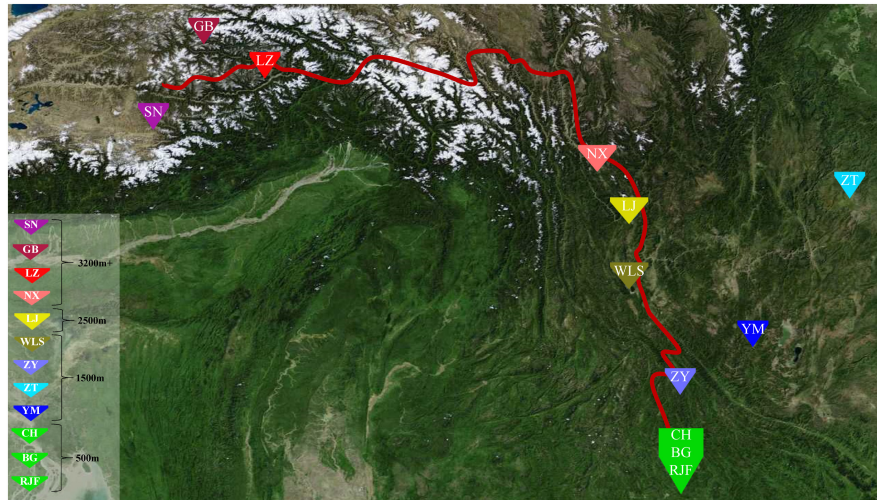 GB
LZ
SN
NX
ZT
LJ
WLS
YM
ZY
CH
BG
RJF
SN
GB
3200m+
LZ
NX
LJ
2500m
WLS
ZY
1500m
ZT
YM
CH
BG
500m
RJF